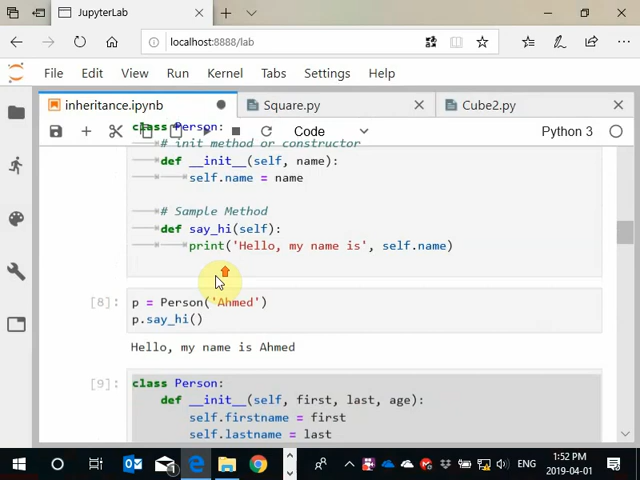 JupyterLab
localhost:8888/lab
File Edit View Run Kernel Tabs Settings Help
inheritance.ipynb Square.py Cube2.py
class Person:
Code Python 3
# init method or constructor
def __init__(self, name):
self.name = name
# Sample Method
def say_hi(self):
print('Hello, my name is', self.name)
[8]: p = Person('Ahmed')
p.say_hi()
Hello, my name is Ahmed
[9]: class Person:
def __init__(self, first, last, age):
self.firstname = first
self.lastname = last
1
ENG
1:52 PM
2019-04-01